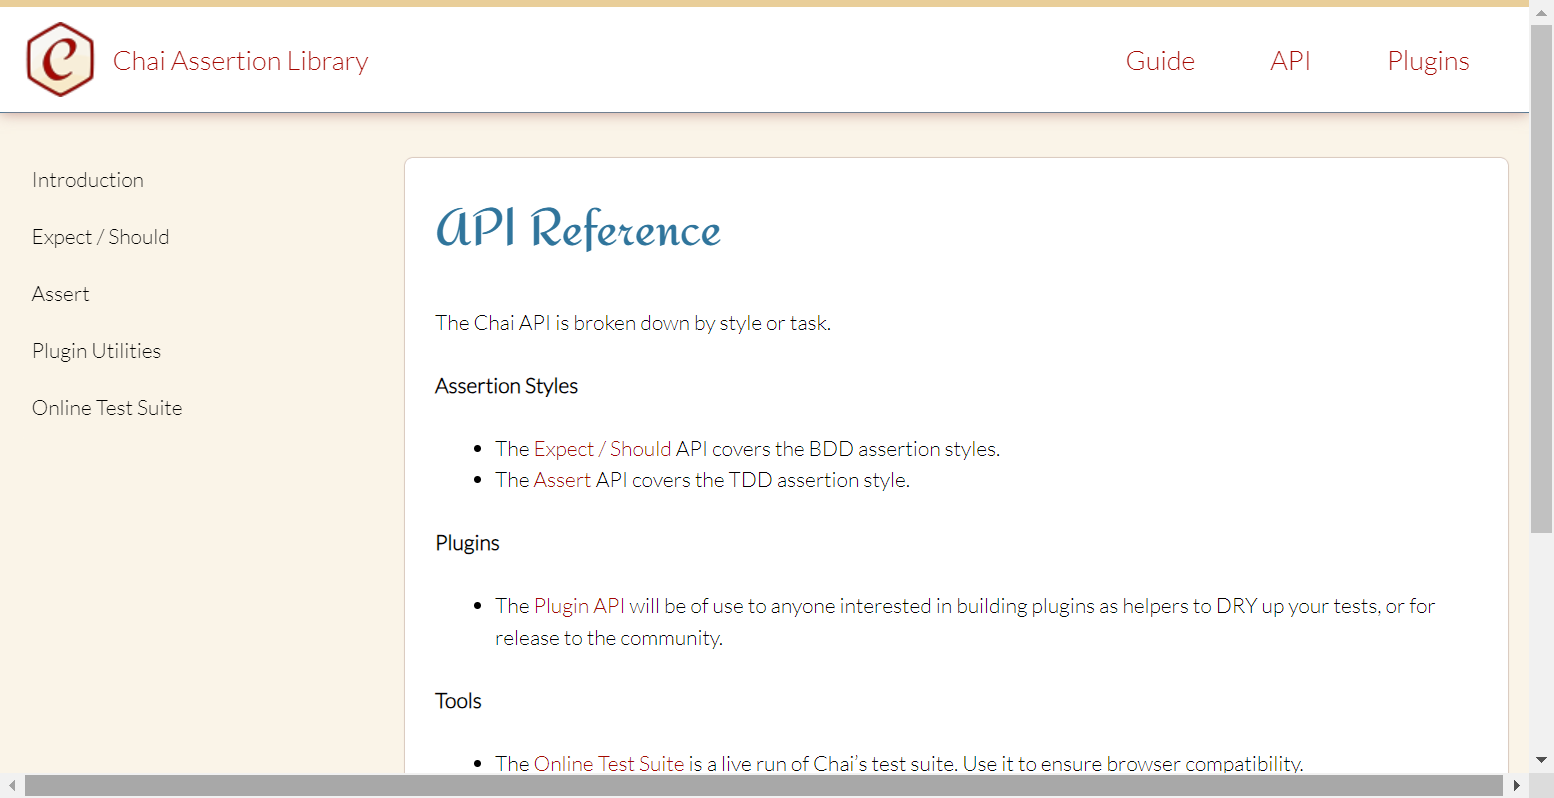 Chai Assertion Library
Guide
API
Plugins
Introduction
Expect / Should
Assert
Plugin Utilities
Online Test Suite
API Reference
The Chai API is broken down by style or task.
Assertion Styles
The Expect / Should API covers the BDD assertion styles.
The Assert API covers the TDD assertion style.
Plugins
The Plugin API will be of use to anyone interested in building plugins as helpers to DRY up your tests, or for
release to the community.
Tools
The Online Test Suite is a live run of Chai’s test suite. Use it to ensure browser compatibility.